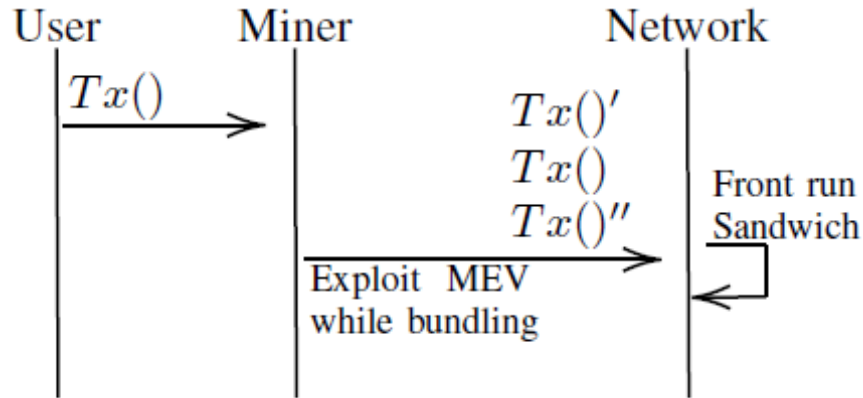 User Miner Network
Tx()
Tx()′
Tx()
Tx()″
Front run
Sandwich
Exploit MEV
while bundling